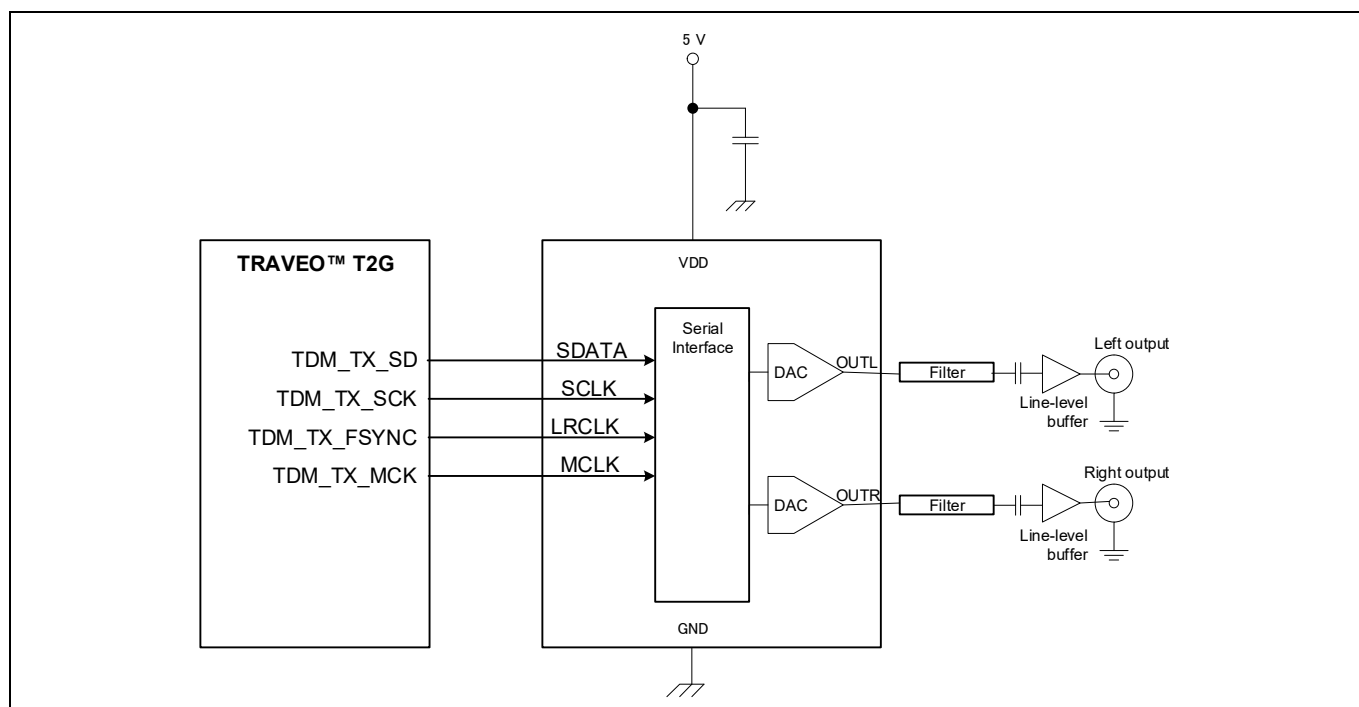 5 V
TRAVEO™ T2G
VDD
Serial
Interface
TDM_TX_SD
SDATA
TDM_TX_SCK
SCLK
TDM_TX_FSYNC
LRCLK
TDM_TX_MCK
MCLK
DAC
OUTL
Filter
Left output
Line-level
buffer
DAC
OUTR
Filter
Right output
Line-level
buffer
GND